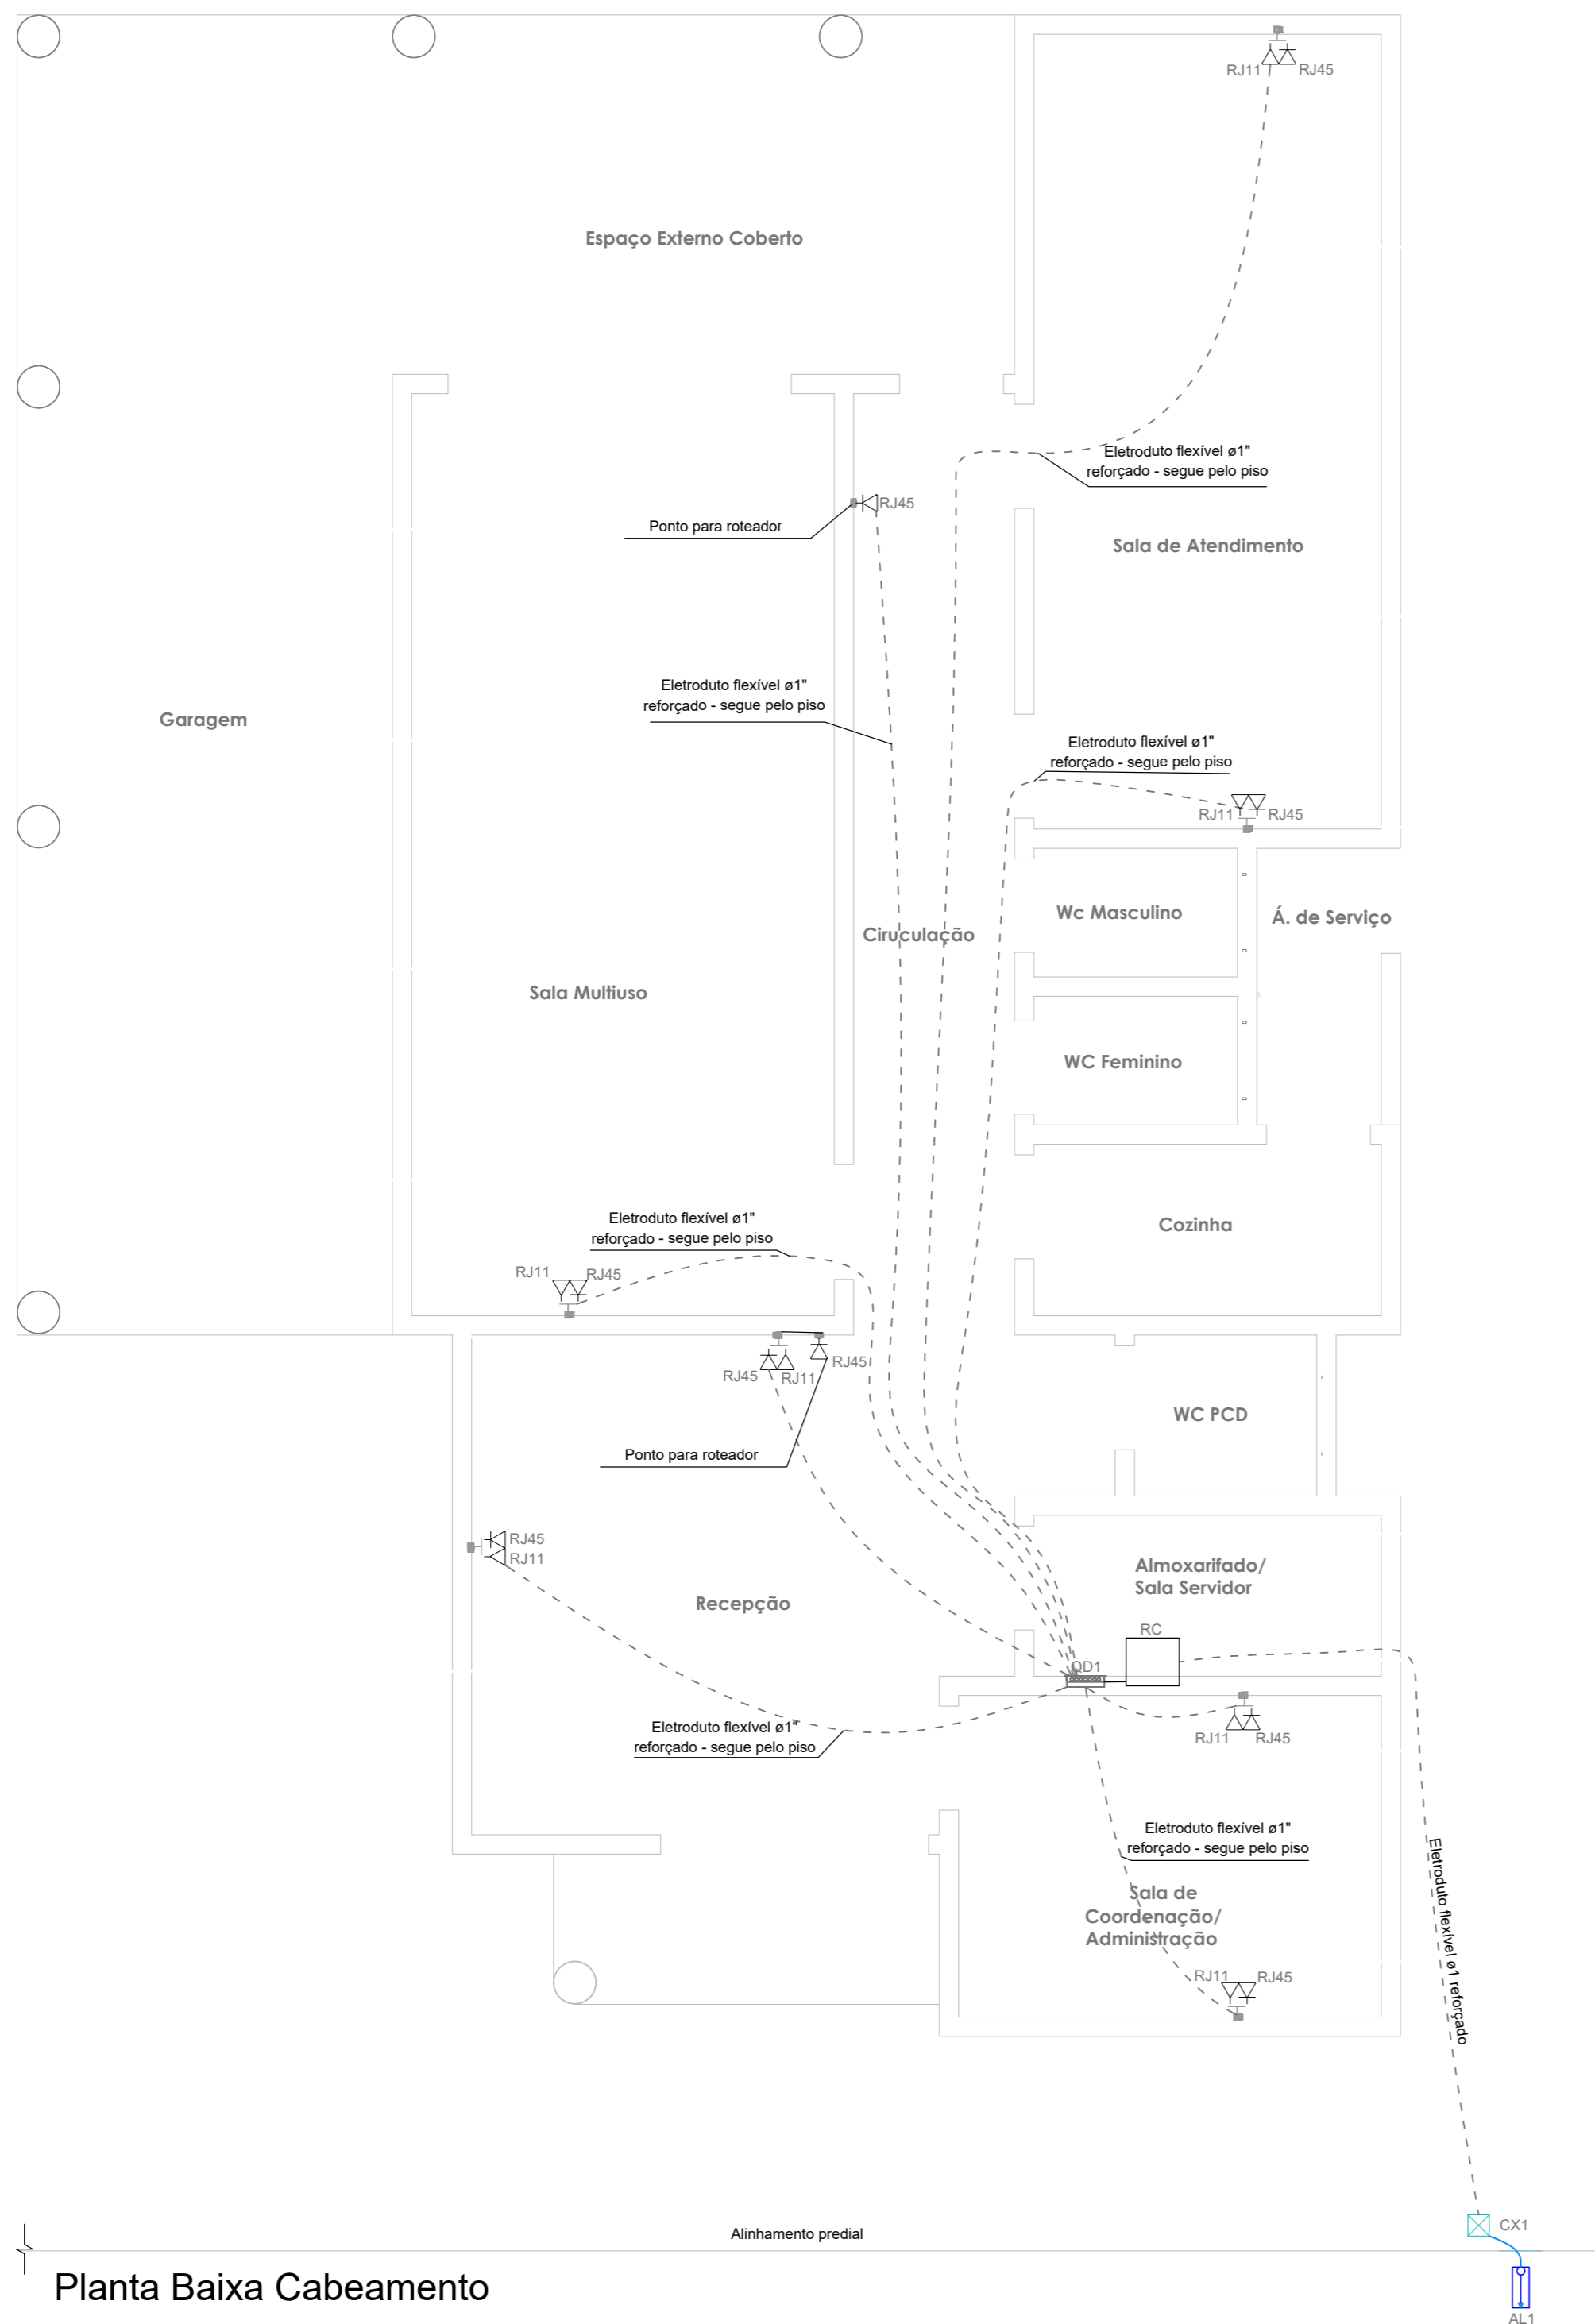 RJ11
RJ45
Espaço Externo Coberto
Eletroduto flexível ø1"
reforçado - segue pelo piso
RJ45
Ponto para roteador
Sala de Atendimento
Eletroduto flexível ø1"
reforçado - segue pelo piso
Garagem
Eletroduto flexível ø1"
reforçado - segue pelo piso
RJ11
RJ45
Wc Masculino
Á. de Serviço
Ciruculação
Sala Multiuso
WC Feminino
Eletroduto flexível ø1"
reforçado - segue pelo piso
Cozinha
RJ11
RJ45
RJ45
RJ11
RJ45
WC PCD
Ponto para roteador
RJ45
RJ11
Almoxarifado/
Sala Servidor
Recepção
RC
QD1
Eletroduto flexível ø1"
reforçado - segue pelo piso
RJ11
RJ45
Eletroduto flexível ø1"
reforçado - segue pelo piso
Eletroduto flexível ø1 reforçado
Sala de
Coordenação/
Administração
RJ11
RJ45
CX1
Alinhamento predial
Planta Baixa Cabeamento
AL1